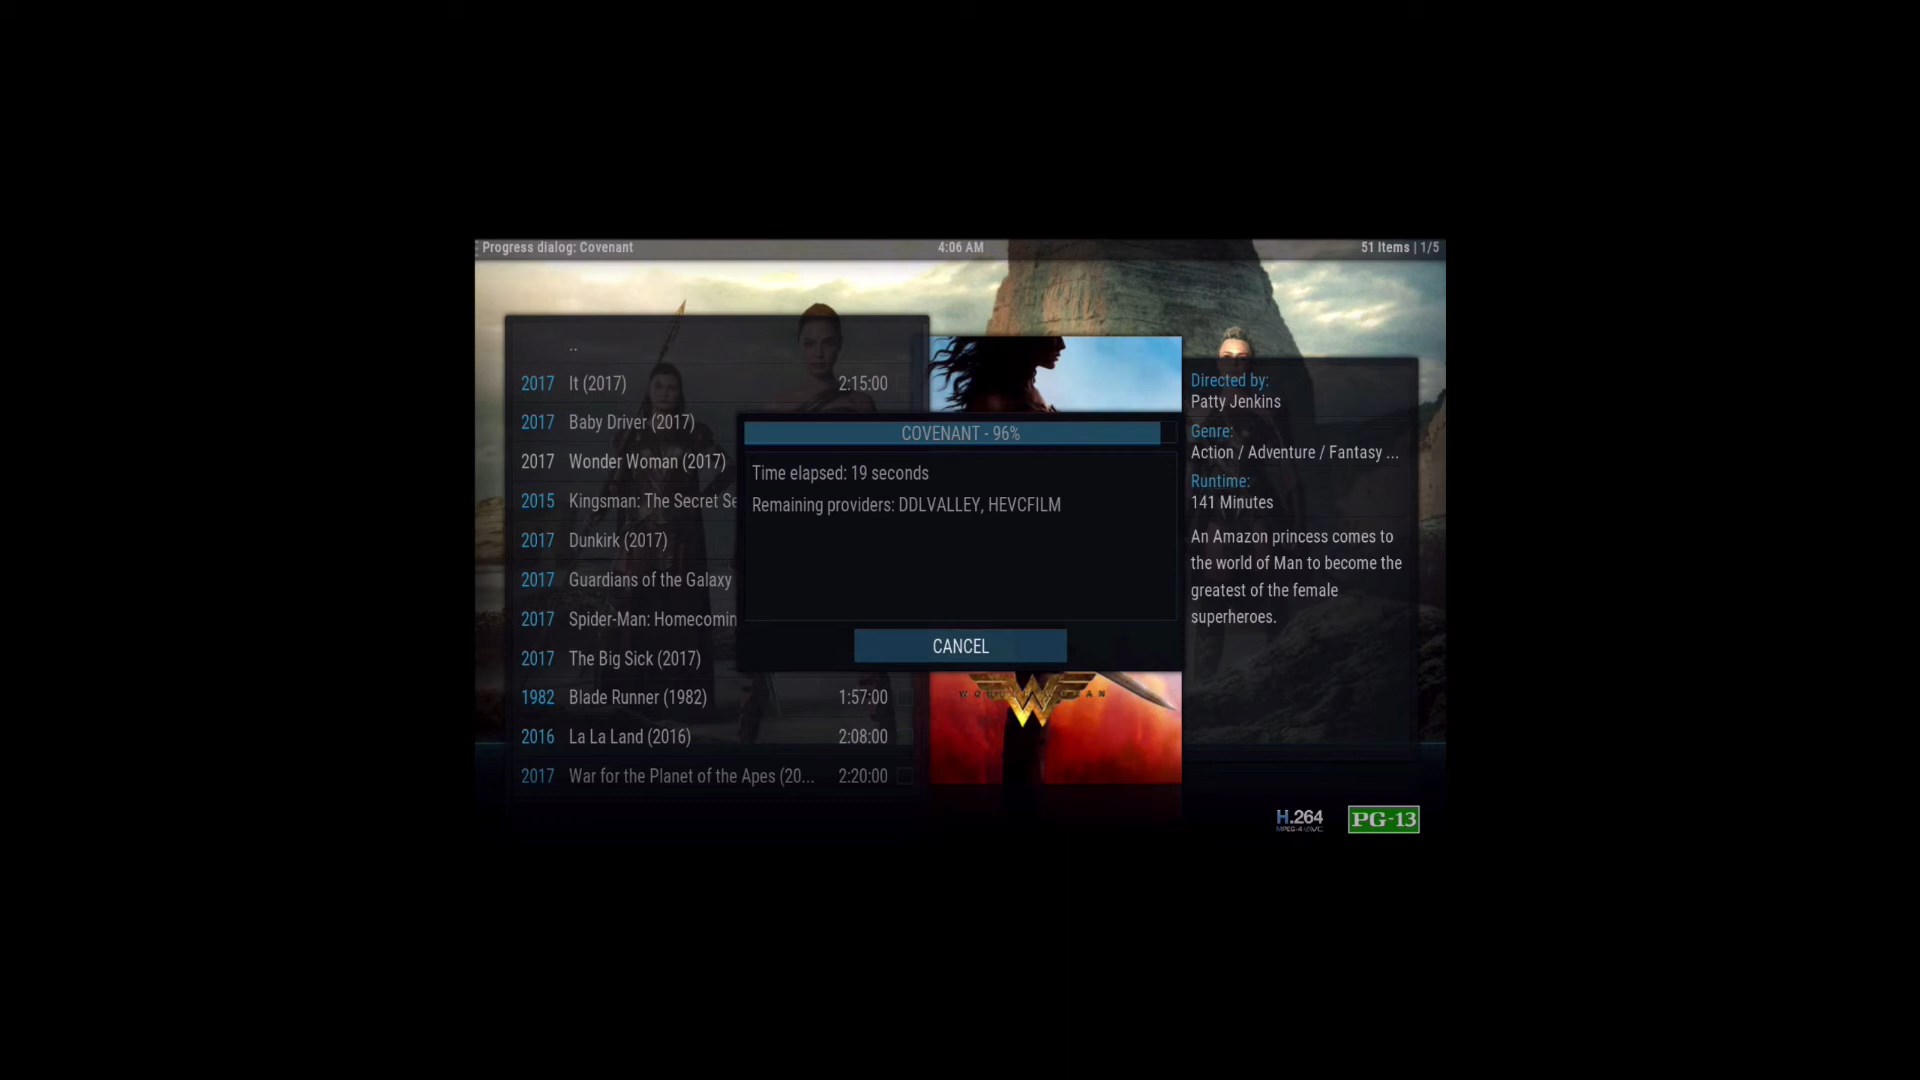 Progress dialog: Covenant
4:06 AM
51 Items | 1/5
..
2017 It (2017) 2:15:00
2017 Baby Driver (2017)
2017 Wonder Woman (2017)
2015 Kingsman: The Secret Se
2017 Dunkirk (2017)
2017 Guardians of the Galaxy
2017 Spider-Man: Homecomin
2017 The Big Sick (2017)
1982 Blade Runner (1982) 1:57:00
2016 La La Land (2016) 2:08:00
2017 War for the Planet of the Apes (20... 2:20:00
COVENANT - 96%
Time elapsed: 19 seconds
Remaining providers: DDLVALLEY, HEVCFILM
CANCEL
WONDER WOMAN
Directed by:
Patty Jenkins
Genre:
Action / Adventure / Fantasy ...
Runtime:
141 Minutes
An Amazon princess comes to
the world of Man to become the
greatest of the female
superheroes.
H.264
MPEG-4 AVC
PG-13